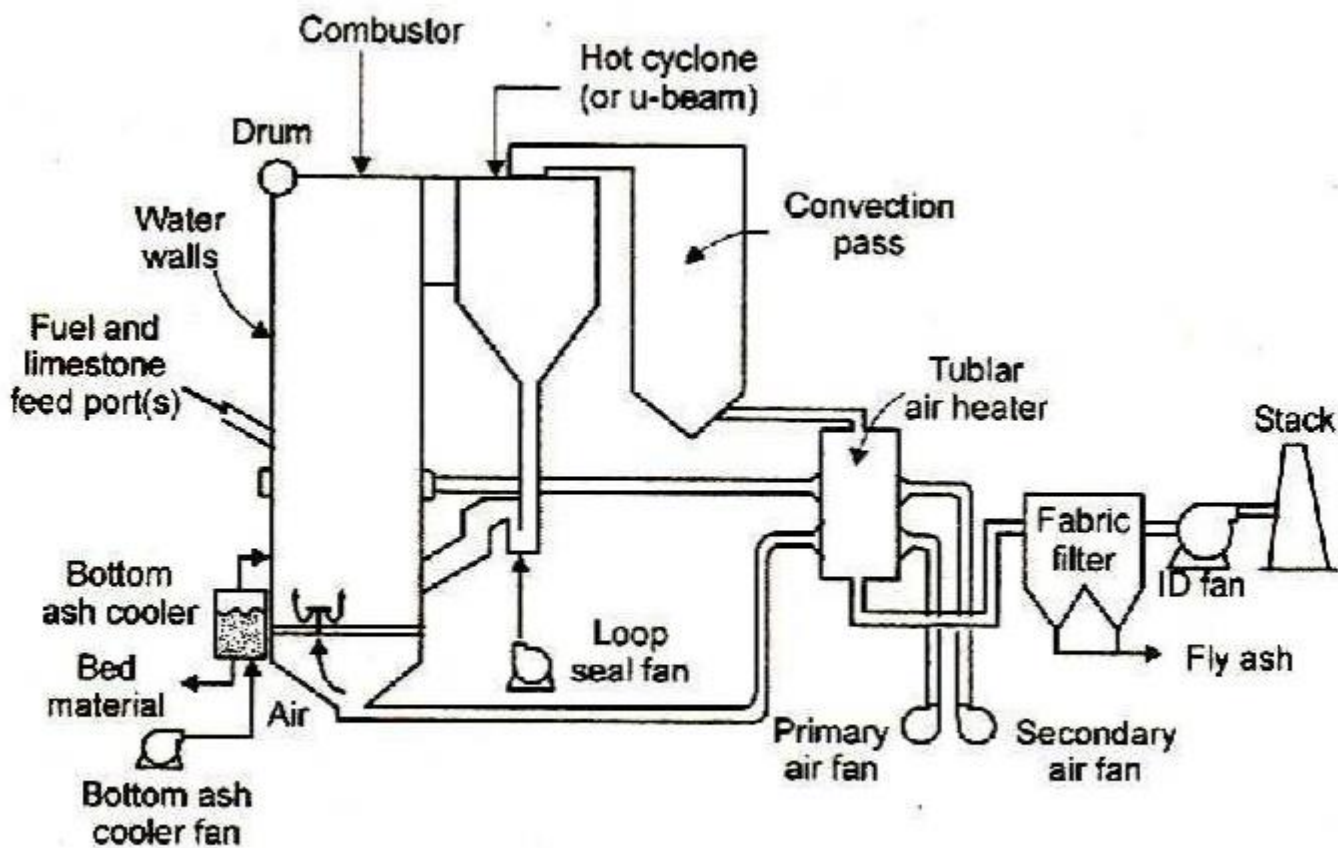 Combustor
Hot cyclone
(or u-beam)
Drum
Water
walls
Convection
pass
Fuel and
limestone
feed port(s)
Tublar
air heater
Stack
Fabric
filter
ID fan
Bottom
ash cooler
Loop
seal fan
Fly ash
Bed
material
Air
Primary
air fan
Secondary
air fan
Bottom ash
cooler fan